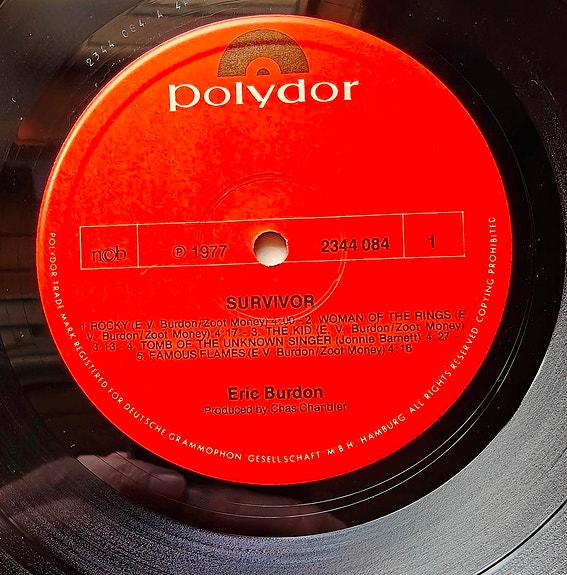 2344 084 A
polydor
ncb
℗ 1977
2344 084
1
SURVIVOR
1. ROCKY (E. V. Burdon/Zoot Money) 4:00 - 2. WOMAN OF THE RINGS (E.
V. Burdon/Zoot Money) 4:17 - 3. THE KID (E. V. Burdon/Zoot Money)
3:13 - 4. TOMB OF THE UNKNOWN SINGER (Jonnie Barnett) 4:27 -
5. FAMOUS FLAMES (E. V. Burdon/Zoot Money) 4:16
Eric Burdon
Produced by Chas Chandler
POLYDOR TRADE MARK REGISTERED FOR DEUTSCHE GRAMMOPHON GESELLSCHAFT M B H. HAMBURG ALL RIGHTS RESERVED COPYING PROHIBITED